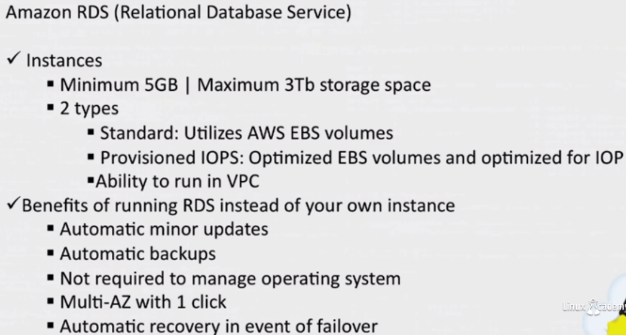 Amazon RDS (Relational Database Service)
✓ Instances
▪ Minimum 5GB | Maximum 3Tb storage space
▪ 2 types
▪ Standard: Utilizes AWS EBS volumes
▪ Provisioned IOPS: Optimized EBS volumes and optimized for IOP
▪Ability to run in VPC
✓Benefits of running RDS instead of your own instance
▪ Automatic minor updates
▪ Automatic backups
▪ Not required to manage operating system
▪ Multi-AZ with 1 click
▪ Automatic recovery in event of failover
Linux